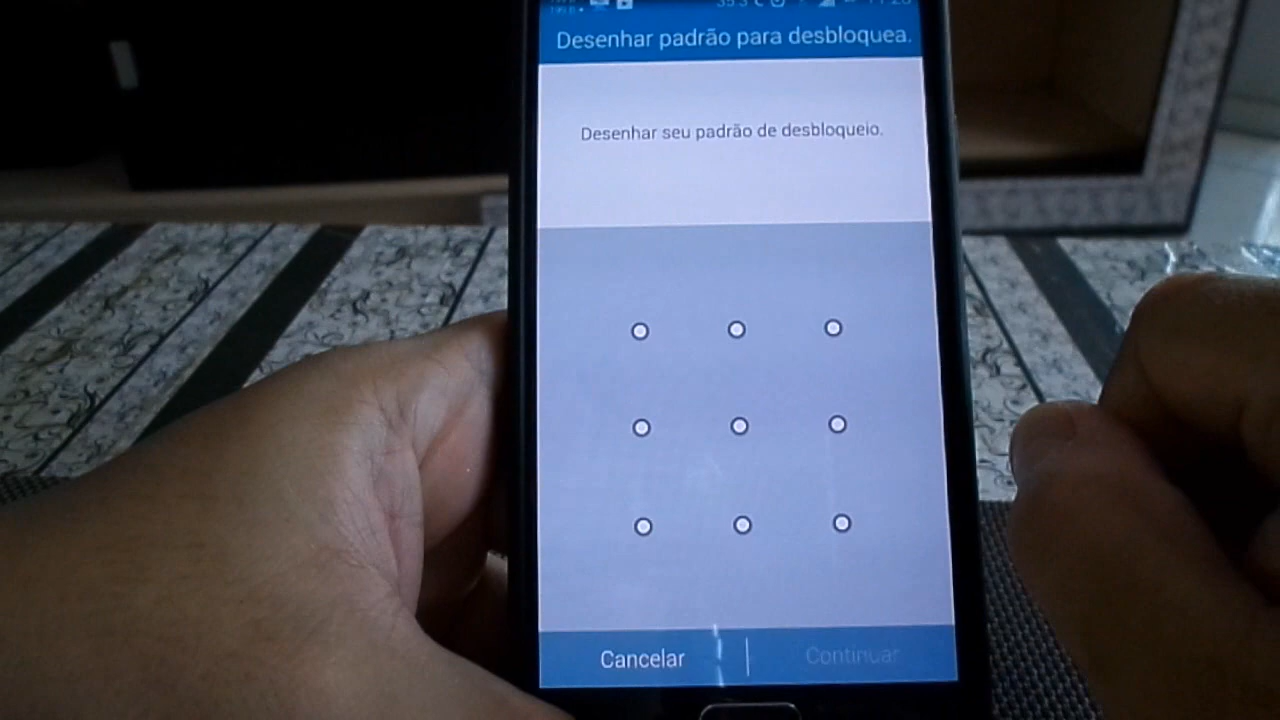 Desenhar padrão para desbloquea.
Desenhar seu padrão de desbloqueio.
Cancelar
Continuar